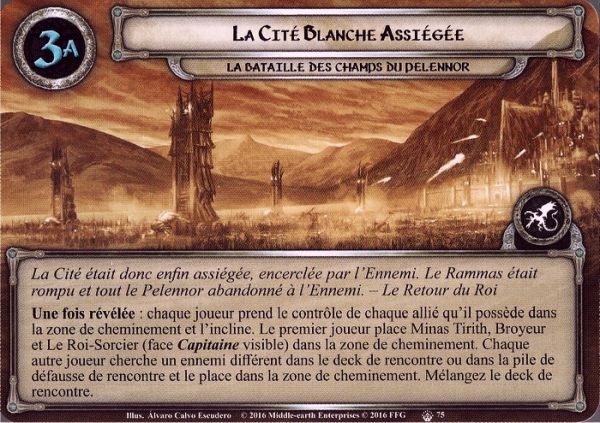 3A
La Cité Blanche Assiégée
La Bataille des Champs du Pelennor
La Cité était donc enfin assiégée, encerclée par l'Ennemi. Le Rammas était
rompu et tout le Pelennor abandonné à l'Ennemi. – Le Retour du Roi
Une fois révélée : chaque joueur prend le contrôle de chaque allié qu'il possède dans
la zone de cheminement et l'incline. Le premier joueur place Minas Tirith, Broyeur
et Le Roi-Sorcier (face Capitaine visible) dans la zone de cheminement. Chaque
autre joueur cherche un ennemi différent dans le deck de rencontre ou dans la pile de
défausse de rencontre et le place dans la zone de cheminement. Mélangez le deck de
rencontre.
Illus. Álvaro Calvo Escudero © 2016 Middle-earth Enterprises © 2016 FFG 75